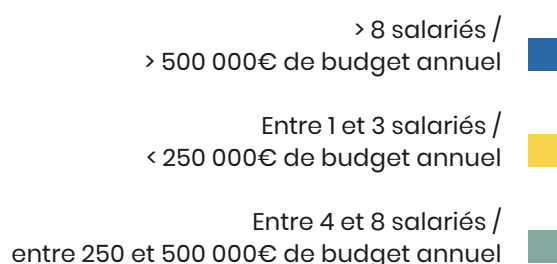 > 8 salariés /
> 500 000€ de budget annuel
Entre 1 et 3 salariés /
< 250 000€ de budget annuel
Entre 4 et 8 salariés /
entre 250 et 500 000€ de budget annuel